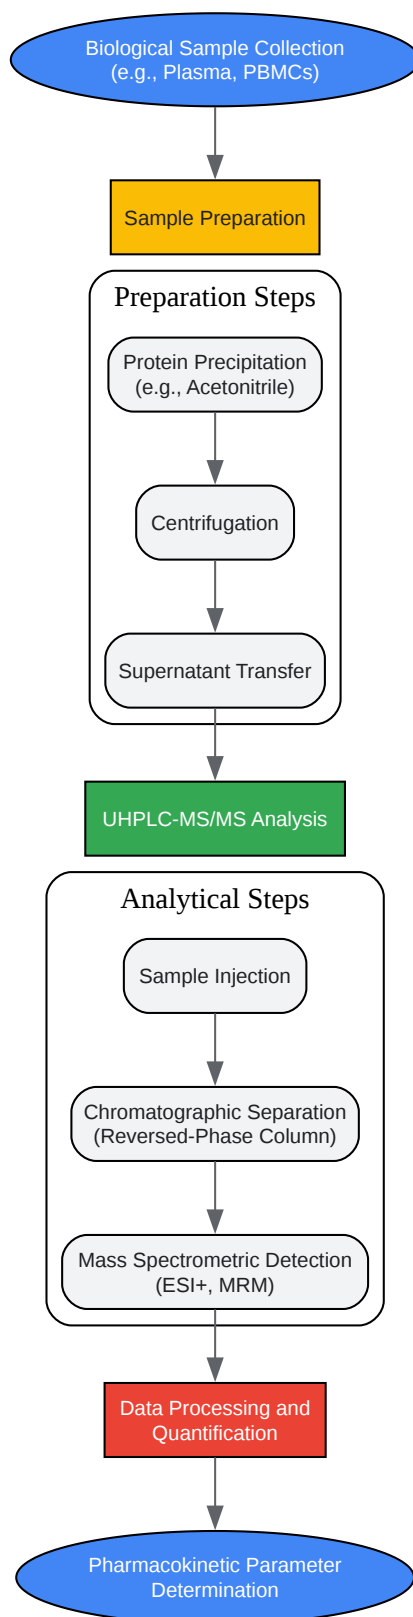 Biological Sample Collection
(e.g., Plasma, PBMCs)
Sample Preparation
Preparation Steps
Protein Precipitation
(e.g., Acetonitrile)
Centrifugation
Supernatant Transfer
UHPLC-MS/MS Analysis
Analytical Steps
Sample Injection
Chromatographic Separation
(Reversed-Phase Column)
Mass Spectrometric Detection
(ESI+, MRM)
Data Processing and
Quantification
Pharmacokinetic Parameter
Determination